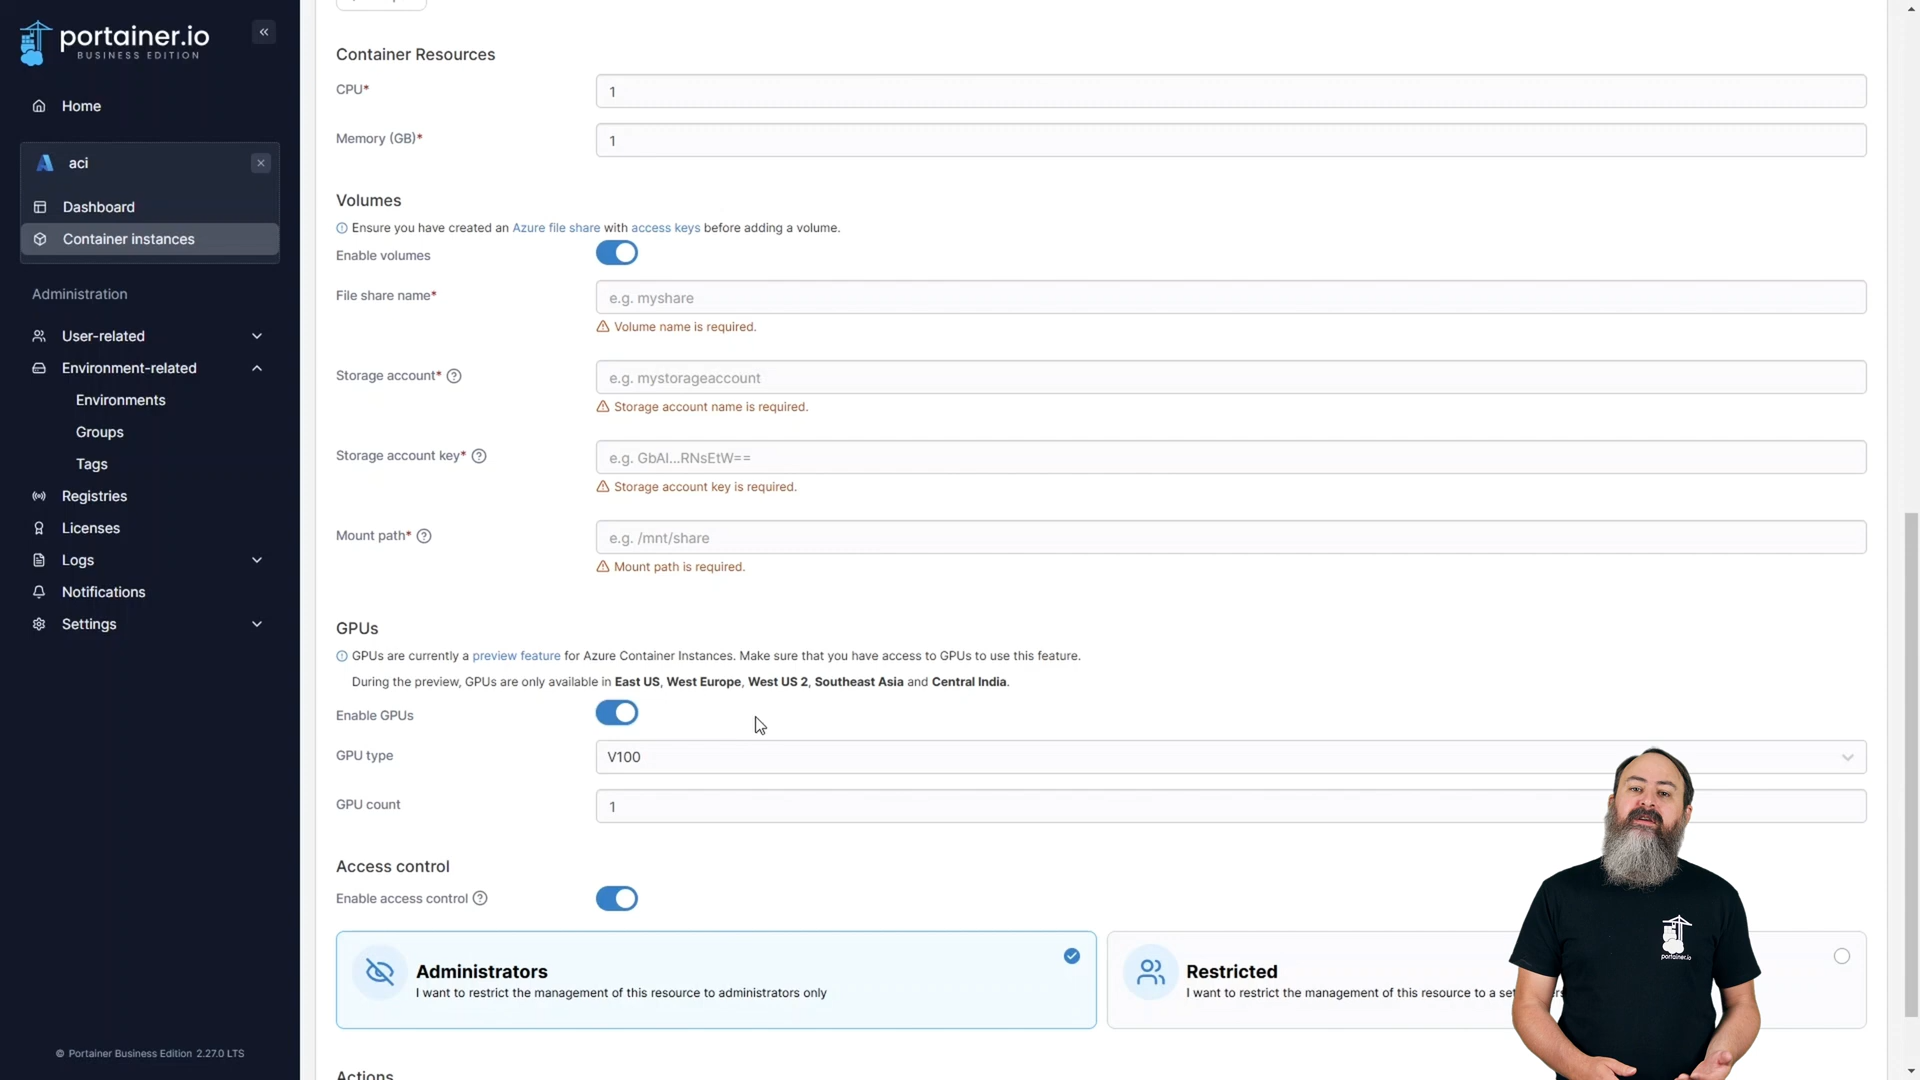 portainer.io
BUSINESS EDITION
Home
aci
Dashboard
Container instances
Administration
User-related
Environment-related
Environments
Groups
Tags
Registries
Licenses
Logs
Notifications
Settings
© Portainer Business Edition 2.27.0 LTS
Container Resources
CPU*
1
Memory (GB)*
1
Volumes
Ensure you have created an Azure file share with access keys before adding a volume.
Enable volumes
File share name*
e.g. myshare
Volume name is required.
Storage account*
e.g. mystorageaccount
Storage account name is required.
Storage account key*
e.g. GbAI...RNsEtW==
Storage account key is required.
Mount path*
e.g. /mnt/share
Mount path is required.
GPUs
GPUs are currently a preview feature for Azure Container Instances. Make sure that you have access to GPUs to use this feature.
During the preview, GPUs are only available in East US, West Europe, West US 2, Southeast Asia and Central India.
Enable GPUs
GPU type
V100
GPU count
1
Access control
Enable access control
Administrators
I want to restrict the management of this resource to administrators only
Restricted
I want to restrict the management of this resource to a set
portainer.io
Actions